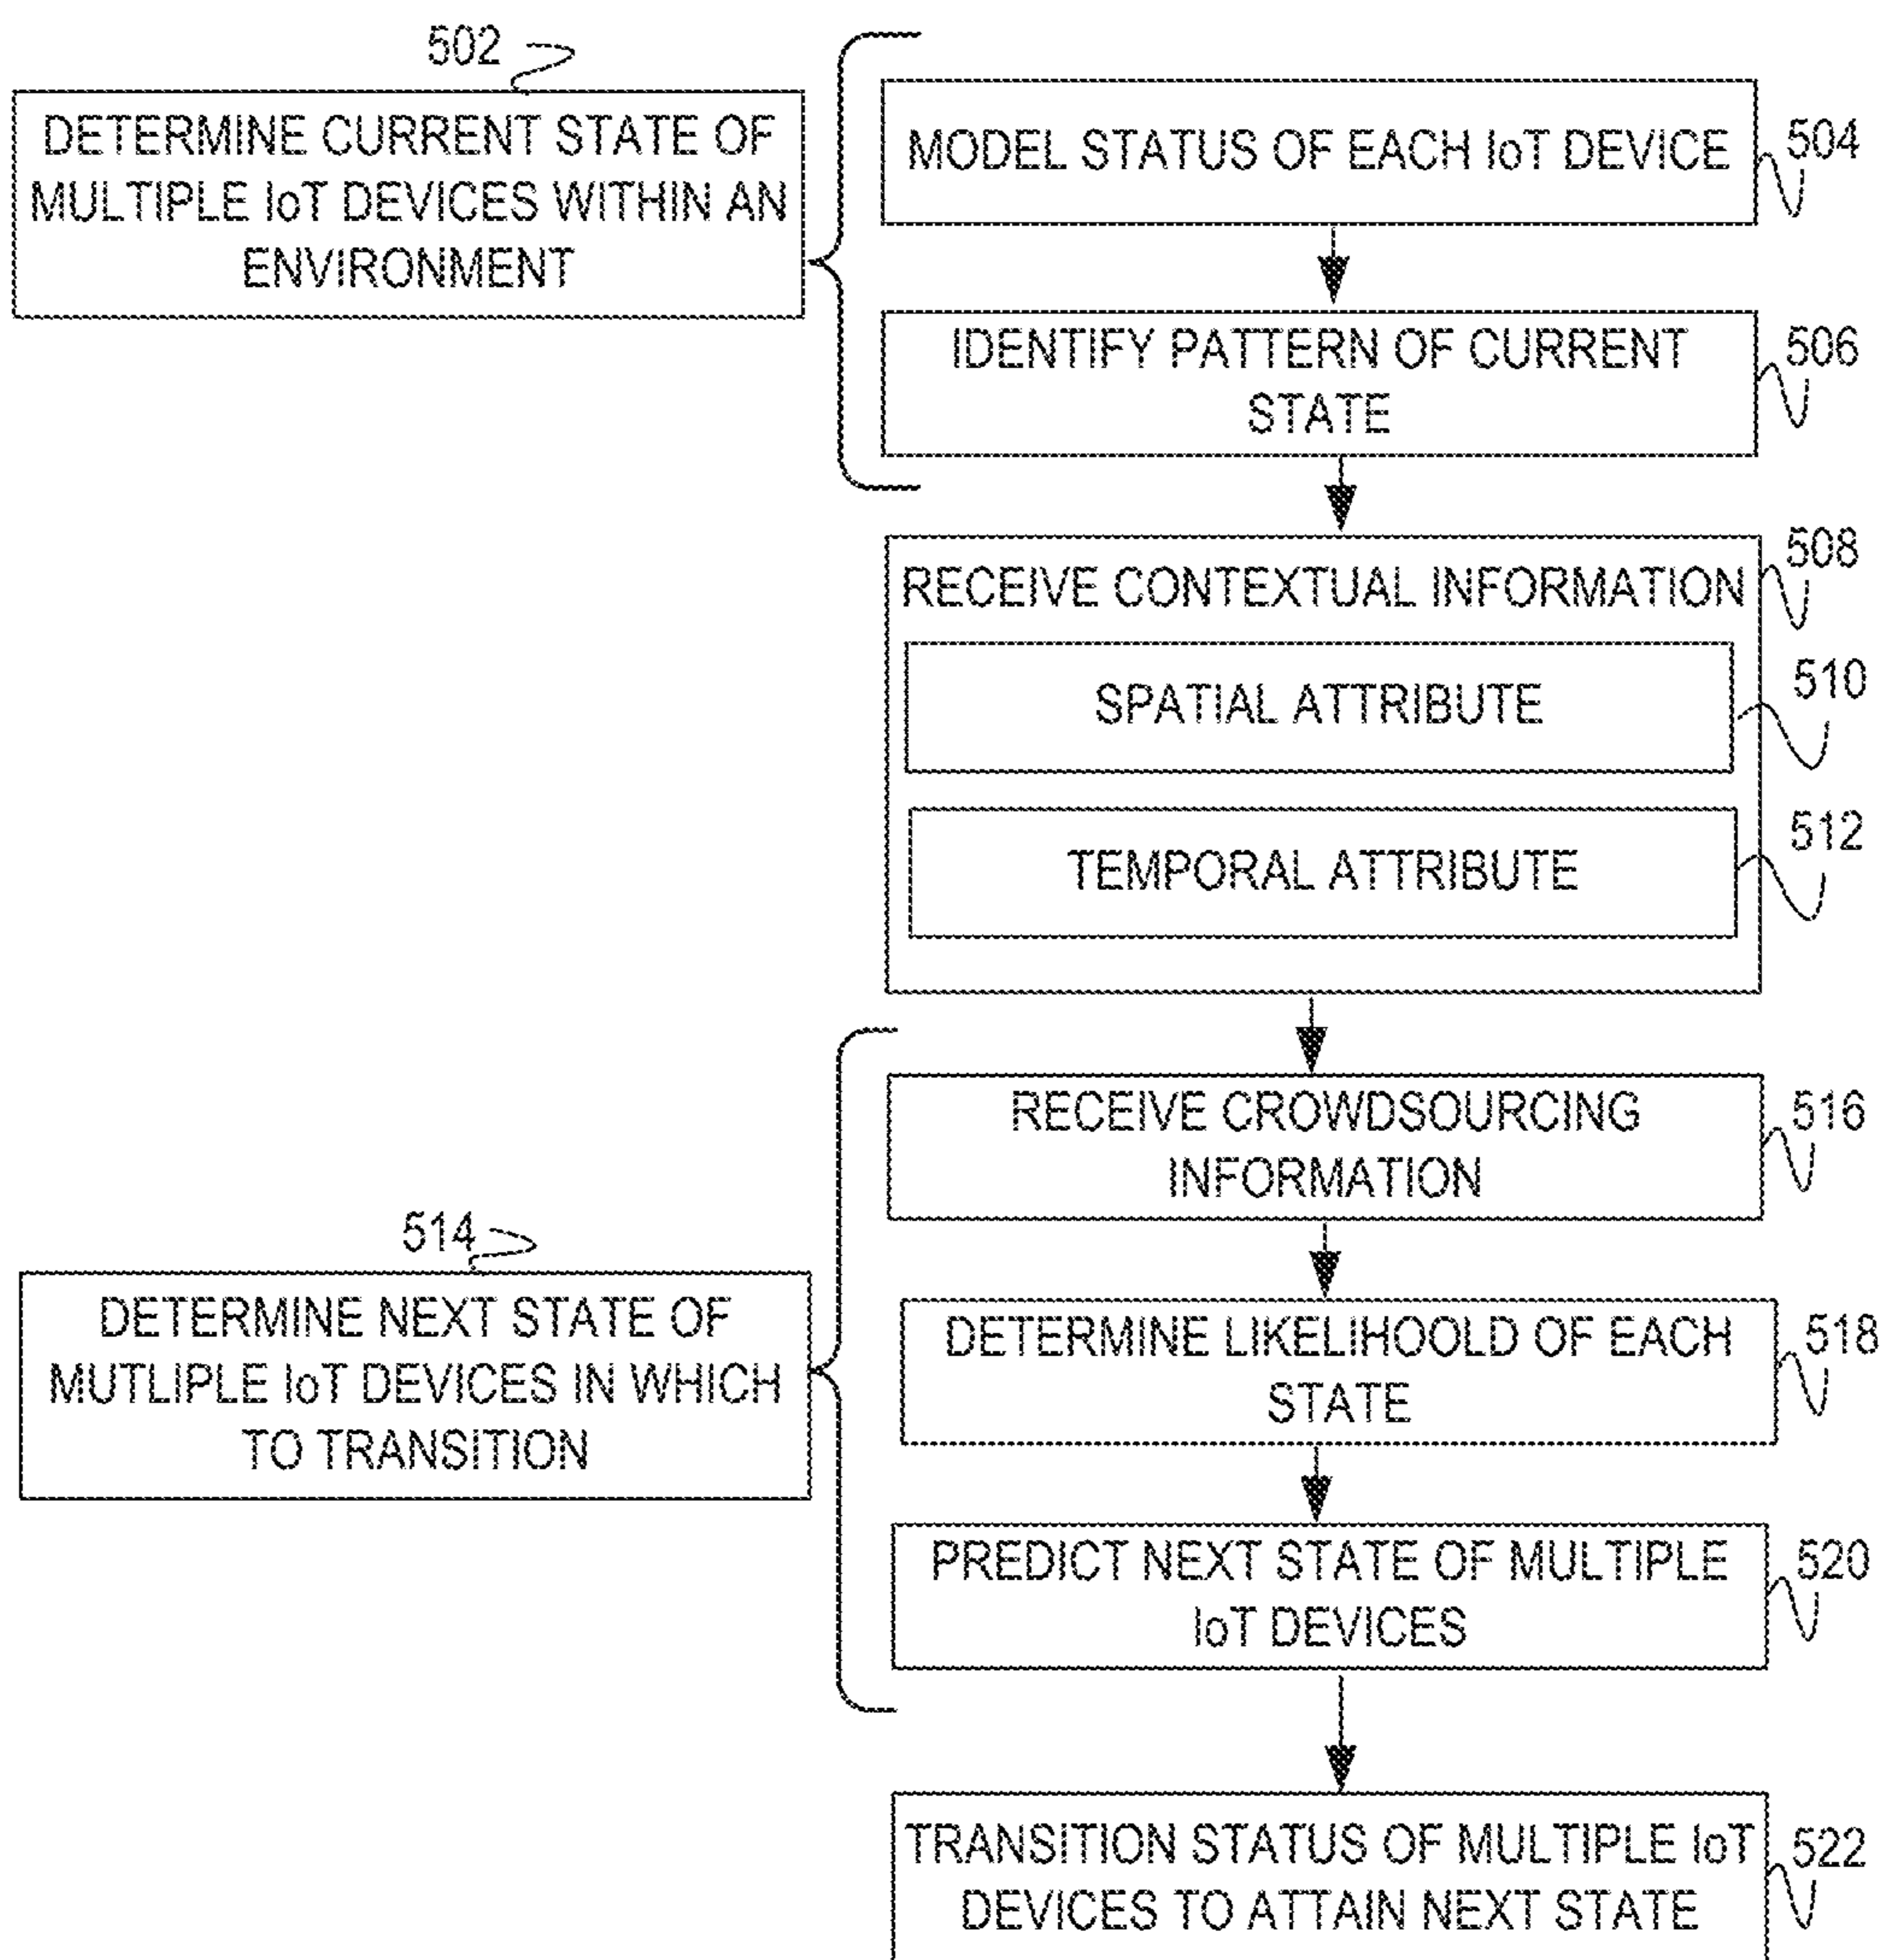 502
DETERMINE CURRENT STATE OF
MULTIPLE IoT DEVICES WITHIN AN
ENVIRONMENT
MODEL STATUS OF EACH IoT DEVICE
504
IDENTIFY PATTERN OF CURRENT
STATE
506
RECEIVE CONTEXTUAL INFORMATION
508
SPATIAL ATTRIBUTE
510
TEMPORAL ATTRIBUTE
512
514
DETERMINE NEXT STATE OF
MUTLIPLE IoT DEVICES IN WHICH
TO TRANSITION
RECEIVE CROWDSOURCING
INFORMATION
516
DETERMINE LIKELIHOOLD OF EACH
STATE
518
PREDICT NEXT STATE OF MULTIPLE
IoT DEVICES
520
TRANSITION STATUS OF MULTIPLE IoT
DEVICES TO ATTAIN NEXT STATE
522